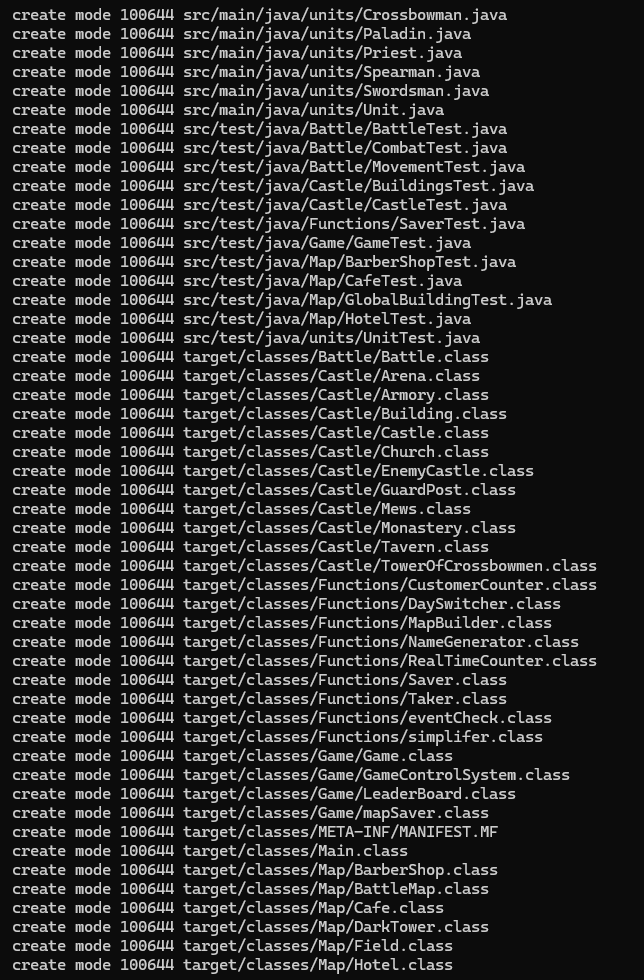 create mode 100644 src/main/java/units/Crossbowman.java
create mode 100644 src/main/java/units/Paladin.java
create mode 100644 src/main/java/units/Priest.java
create mode 100644 src/main/java/units/Spearman.java
create mode 100644 src/main/java/units/Swordsman.java
create mode 100644 src/main/java/units/Unit.java
create mode 100644 src/test/java/Battle/BattleTest.java
create mode 100644 src/test/java/Battle/CombatTest.java
create mode 100644 src/test/java/Battle/MovementTest.java
create mode 100644 src/test/java/Castle/BuildingsTest.java
create mode 100644 src/test/java/Castle/CastleTest.java
create mode 100644 src/test/java/Functions/SaverTest.java
create mode 100644 src/test/java/Game/GameTest.java
create mode 100644 src/test/java/Map/BarberShopTest.java
create mode 100644 src/test/java/Map/CafeTest.java
create mode 100644 src/test/java/Map/GlobalBuildingTest.java
create mode 100644 src/test/java/Map/HotelTest.java
create mode 100644 src/test/java/units/UnitTest.java
create mode 100644 target/classes/Battle/Battle.class
create mode 100644 target/classes/Castle/Arena.class
create mode 100644 target/classes/Castle/Armory.class
create mode 100644 target/classes/Castle/Building.class
create mode 100644 target/classes/Castle/Castle.class
create mode 100644 target/classes/Castle/Church.class
create mode 100644 target/classes/Castle/EnemyCastle.class
create mode 100644 target/classes/Castle/GuardPost.class
create mode 100644 target/classes/Castle/Mews.class
create mode 100644 target/classes/Castle/Monastery.class
create mode 100644 target/classes/Castle/Tavern.class
create mode 100644 target/classes/Castle/TowerOfCrossbowmen.class
create mode 100644 target/classes/Functions/CustomerCounter.class
create mode 100644 target/classes/Functions/DaySwitcher.class
create mode 100644 target/classes/Functions/MapBuilder.class
create mode 100644 target/classes/Functions/NameGenerator.class
create mode 100644 target/classes/Functions/RealTimeCounter.class
create mode 100644 target/classes/Functions/Saver.class
create mode 100644 target/classes/Functions/Taker.class
create mode 100644 target/classes/Functions/eventCheck.class
create mode 100644 target/classes/Functions/simplifer.class
create mode 100644 target/classes/Game/Game.class
create mode 100644 target/classes/Game/GameControlSystem.class
create mode 100644 target/classes/Game/LeaderBoard.class
create mode 100644 target/classes/Game/mapSaver.class
create mode 100644 target/classes/META-INF/MANIFEST.MF
create mode 100644 target/classes/Main.class
create mode 100644 target/classes/Map/BarberShop.class
create mode 100644 target/classes/Map/BattleMap.class
create mode 100644 target/classes/Map/Cafe.class
create mode 100644 target/classes/Map/DarkTower.class
create mode 100644 target/classes/Map/Field.class
create mode 100644 target/classes/Map/Hotel.class